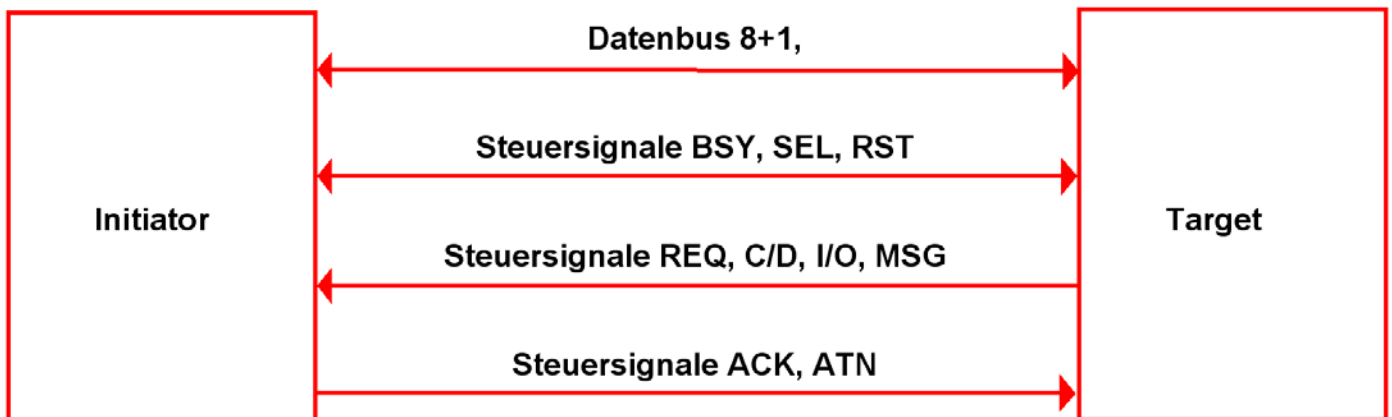 Datenbus 8+1,
Steuersignale BSY, SEL, RST
Initiator
Target
Steuersignale REQ, C/D, I/O, MSG
Steuersignale ACK, ATN